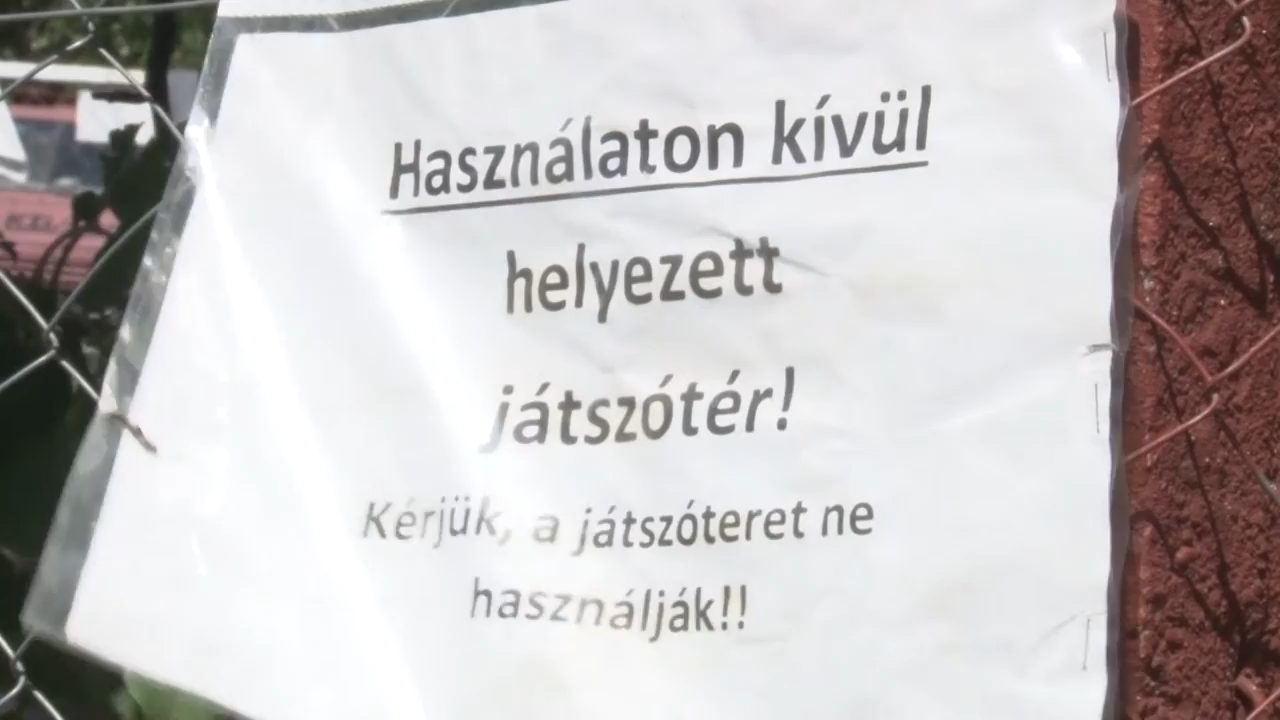 Használaton kívül
helyezett
játszótér!
Kérjük, a játszóteret ne
használják!!